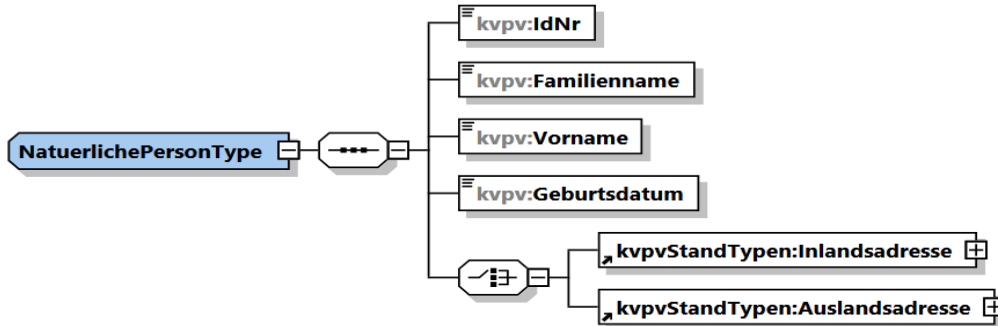 kvpv:IdNr
kvpv:Familienname
kvpv:Vorname
NatuerlichePersonType
kvpv:Geburtsdatum
kvpvStandTypen:Inlandsadresse
kvpvStandTypen:Auslandsadresse